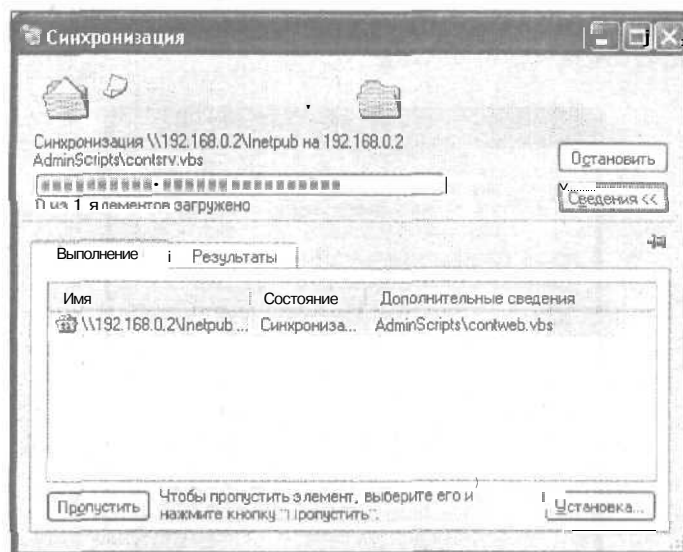 Синхронизация
Синхронизация \\192.168.0.2\Inetpub на 192.168.0.2
AdminScripts\contsrv.vbs
Остановить
0 из 1 элементов загружено
Сведения <<
Выполнение
Результаты
Имя Состояние Дополнительные сведения
\\192.168.0.2\Inetpub ... Синхрониза... AdminScripts\contweb.vbs
Пропустить
Чтобы пропустить элемент, выберите его и
нажмите кнопку "Пропустить".
Установка...